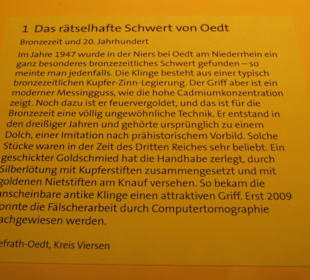 1 Das rätselhafte Schwert von Oedt
Bronzezeit und 20. Jahrhundert
Im Jahre 1947 wurde in der Niers bei Oedt am Niederrhein ein
ganz besonderes bronzezeitliches Schwert gefunden – so
meinte man jedenfalls. Die Klinge besteht aus einer typisch
bronzezeitlichen Kupfer-Zinn-Legierung. Der Griff aber ist ein
moderner Messingguss, wie die hohe Cadmiumkonzentration
zeigt. Noch dazu ist er feuervergoldet, und das ist für die
Bronzezeit eine völlig ungewöhnliche Technik. Er entstand in
den dreißiger Jahren und gehörte ursprünglich zu einem
Dolch, einer Imitation nach prähistorischem Vorbild. Solche
Stücke waren in der Zeit des Dritten Reiches sehr beliebt. Ein
geschickter Goldschmied hat die Handhabe zerlegt, durch
Silberlötung mit Kupferstiften zusammengesetzt und mit
goldenen Nietstiften am Knauf versehen. So bekam die
unscheinbare antike Klinge einen attraktiven Griff. Erst 2009
konnte die Fälscherarbeit durch Computertomographie
nachgewiesen werden.
efrath-Oedt, Kreis Viersen